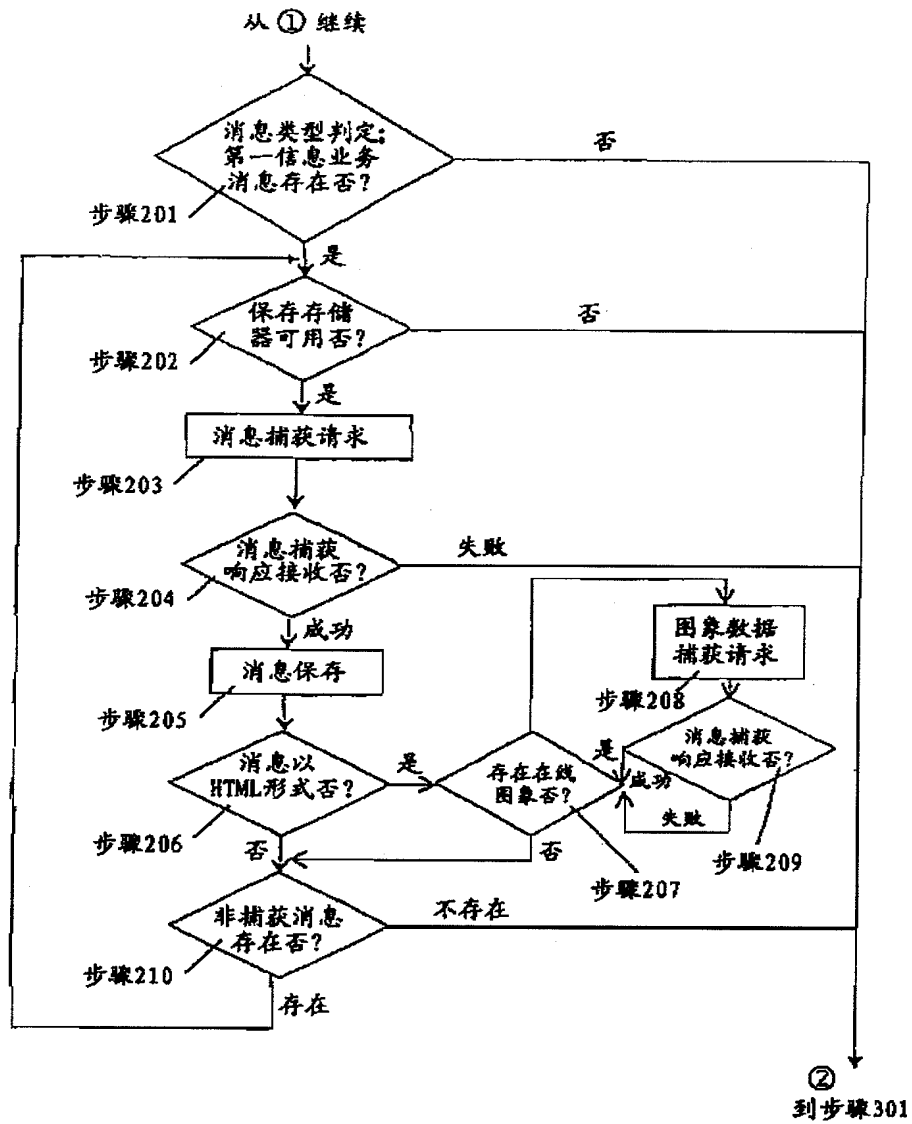 从 ① 继续
消息类型判定:
第一信息业务
消息存在否?
否
步骤201
是
保存存储
器可用否?
否
步骤202
是
消息捕获请求
步骤203
消息捕获
响应接收否?
失败
步骤204
成功
图象数据
捕获请求
消息保存
步骤208
步骤205
消息以
HTML形式否?
是
存在在线
图象否?
是
成功
消息捕获
响应接收否?
失败
步骤206
否
否
步骤207
步骤209
非捕获消息
存在否?
不存在
步骤210
存在
②
到步骤301